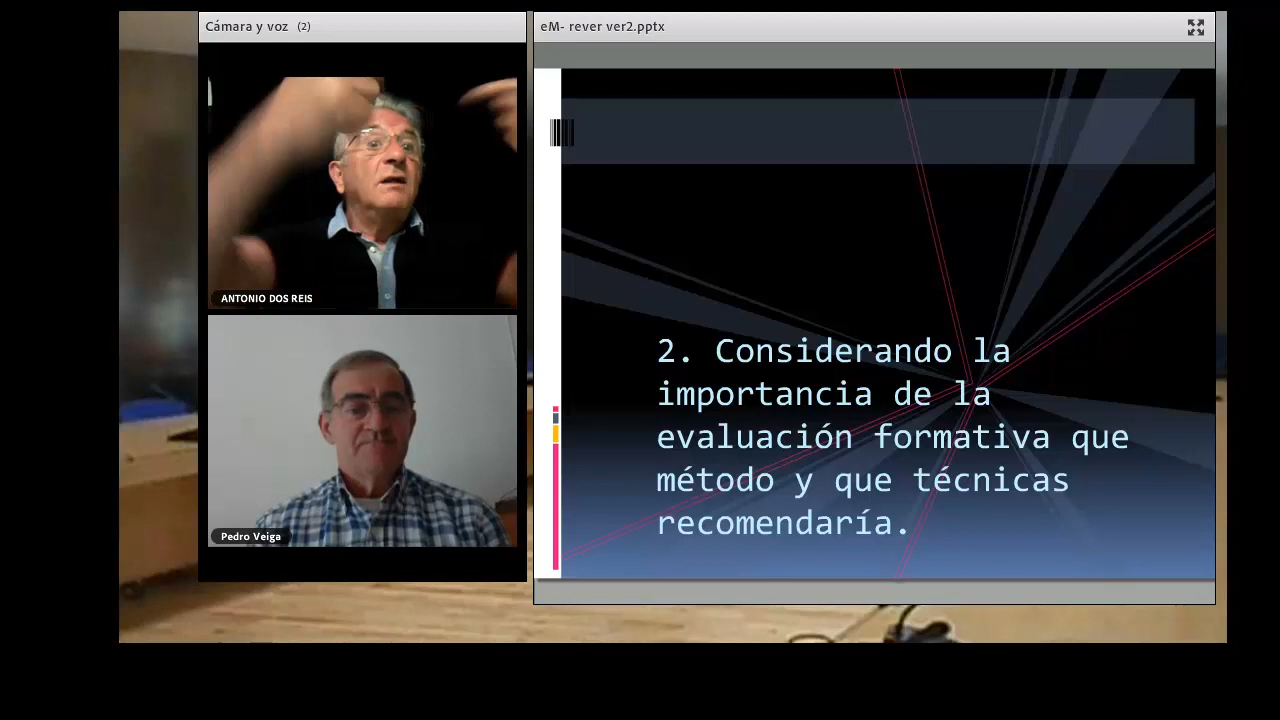 Cámara y voz (2)
ANTONIO DOS REIS
Pedro Veiga
eM- rever ver2.pptx
2. Considerando la
importancia de la
evaluación formativa que
método y que técnicas
recomendaría.